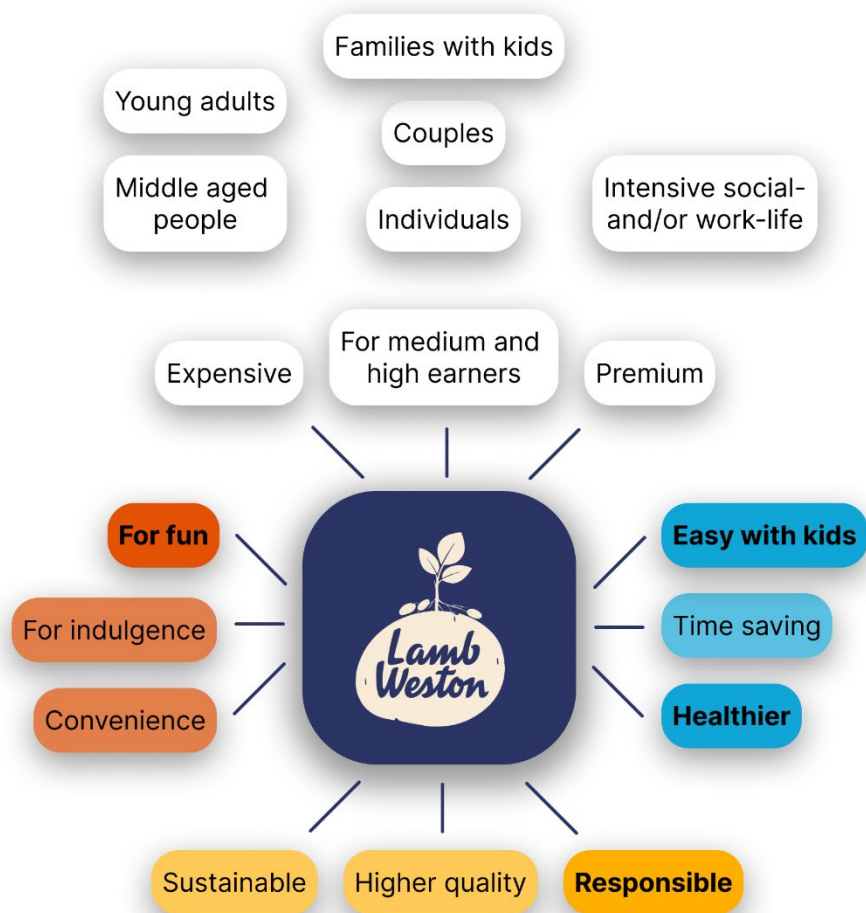 Families with kids
Young adults
Couples
Middle aged
people
Individuals
Intensive social-
and/or work-life
Expensive
For medium and
high earners
Premium
For fun
Easy with kids
For indulgence
Time saving
Lamb
Weston
Convenience
Healthier
Sustainable
Higher quality
Responsible